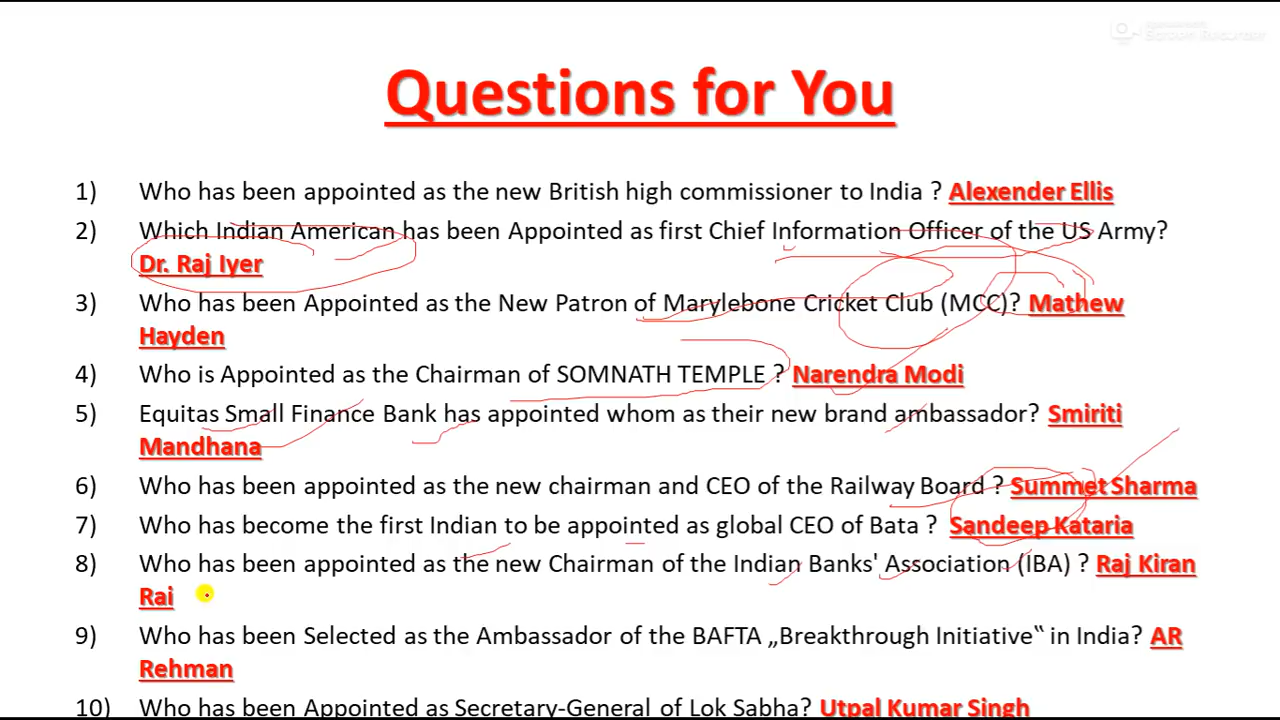 Screen Recorder
Questions for You
1) Who has been appointed as the new British high commissioner to India ? Alexender Ellis
2) Which Indian American has been Appointed as first Chief Information Officer of the US Army?
Dr. Raj Iyer
3) Who has been Appointed as the New Patron of Marylebone Cricket Club (MCC)? Mathew
Hayden
4) Who is Appointed as the Chairman of SOMNATH TEMPLE ? Narendra Modi
5) Equitas Small Finance Bank has appointed whom as their new brand ambassador? Smiriti
Mandhana
6) Who has been appointed as the new chairman and CEO of the Railway Board ? Summet Sharma
7) Who has become the first Indian to be appointed as global CEO of Bata ? Sandeep Kataria
8) Who has been appointed as the new Chairman of the Indian Banks' Association (IBA) ? Raj Kiran
Rai
9) Who has been Selected as the Ambassador of the BAFTA „Breakthrough Initiative‟ in India? AR
Rehman
10) Who has been Appointed as Secretary-General of Lok Sabha? Utpal Kumar Singh